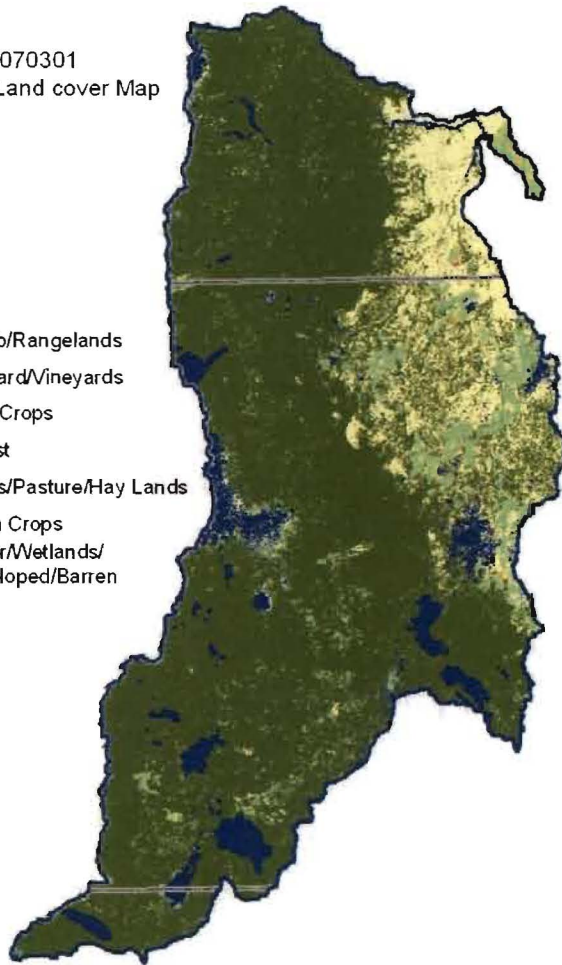 070301
Land cover Map
o/Rangelands
ard/Vineyards
Crops
st
s/Pasture/Hay Lands
n Crops
r/Wetlands/
loped/Barren